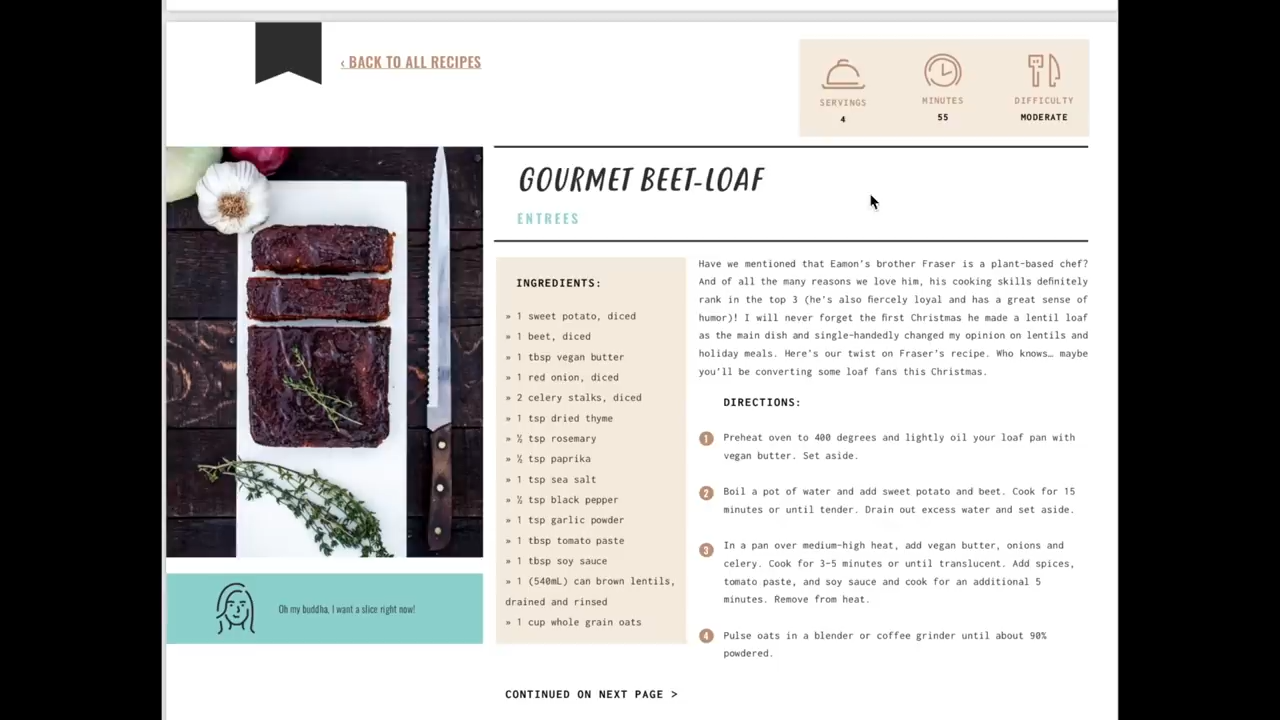 ‹ BACK TO ALL RECIPES
SERVINGS
4
MINUTES
55
DIFFICULTY
MODERATE
GOURMET BEET-LOAF
ENTREES
INGREDIENTS:
» 1 sweet potato, diced
» 1 beet, diced
» 1 tbsp vegan butter
» 1 red onion, diced
» 2 celery stalks, diced
» 1 tsp dried thyme
» ½ tsp rosemary
» ½ tsp paprika
» 1 tsp sea salt
» ½ tsp black pepper
» 1 tsp garlic powder
» 1 tbsp tomato paste
» 1 tbsp soy sauce
» 1 (540mL) can brown lentils,
drained and rinsed
» 1 cup whole grain oats
Have we mentioned that Eamon's brother Fraser is a plant-based chef?
And of all the many reasons we love him, his cooking skills definitely
rank in the top 3 (he's also fiercely loyal and has a great sense of
humor)! I will never forget the first Christmas he made a lentil loaf
as the main dish and single-handedly changed my opinion on lentils and
holiday meals. Here's our twist on Fraser's recipe. Who knows… maybe
you'll be converting some loaf fans this Christmas.
DIRECTIONS:
1 Preheat oven to 400 degrees and lightly oil your loaf pan with
vegan butter. Set aside.
2 Boil a pot of water and add sweet potato and beet. Cook for 15
minutes or until tender. Drain out excess water and set aside.
3 In a pan over medium-high heat, add vegan butter, onions and
celery. Cook for 3-5 minutes or until translucent. Add spices,
tomato paste, and soy sauce and cook for an additional 5
minutes. Remove from heat.
4 Pulse oats in a blender or coffee grinder until about 90%
powdered.
Oh my buddha, I want a slice right now!
CONTINUED ON NEXT PAGE >